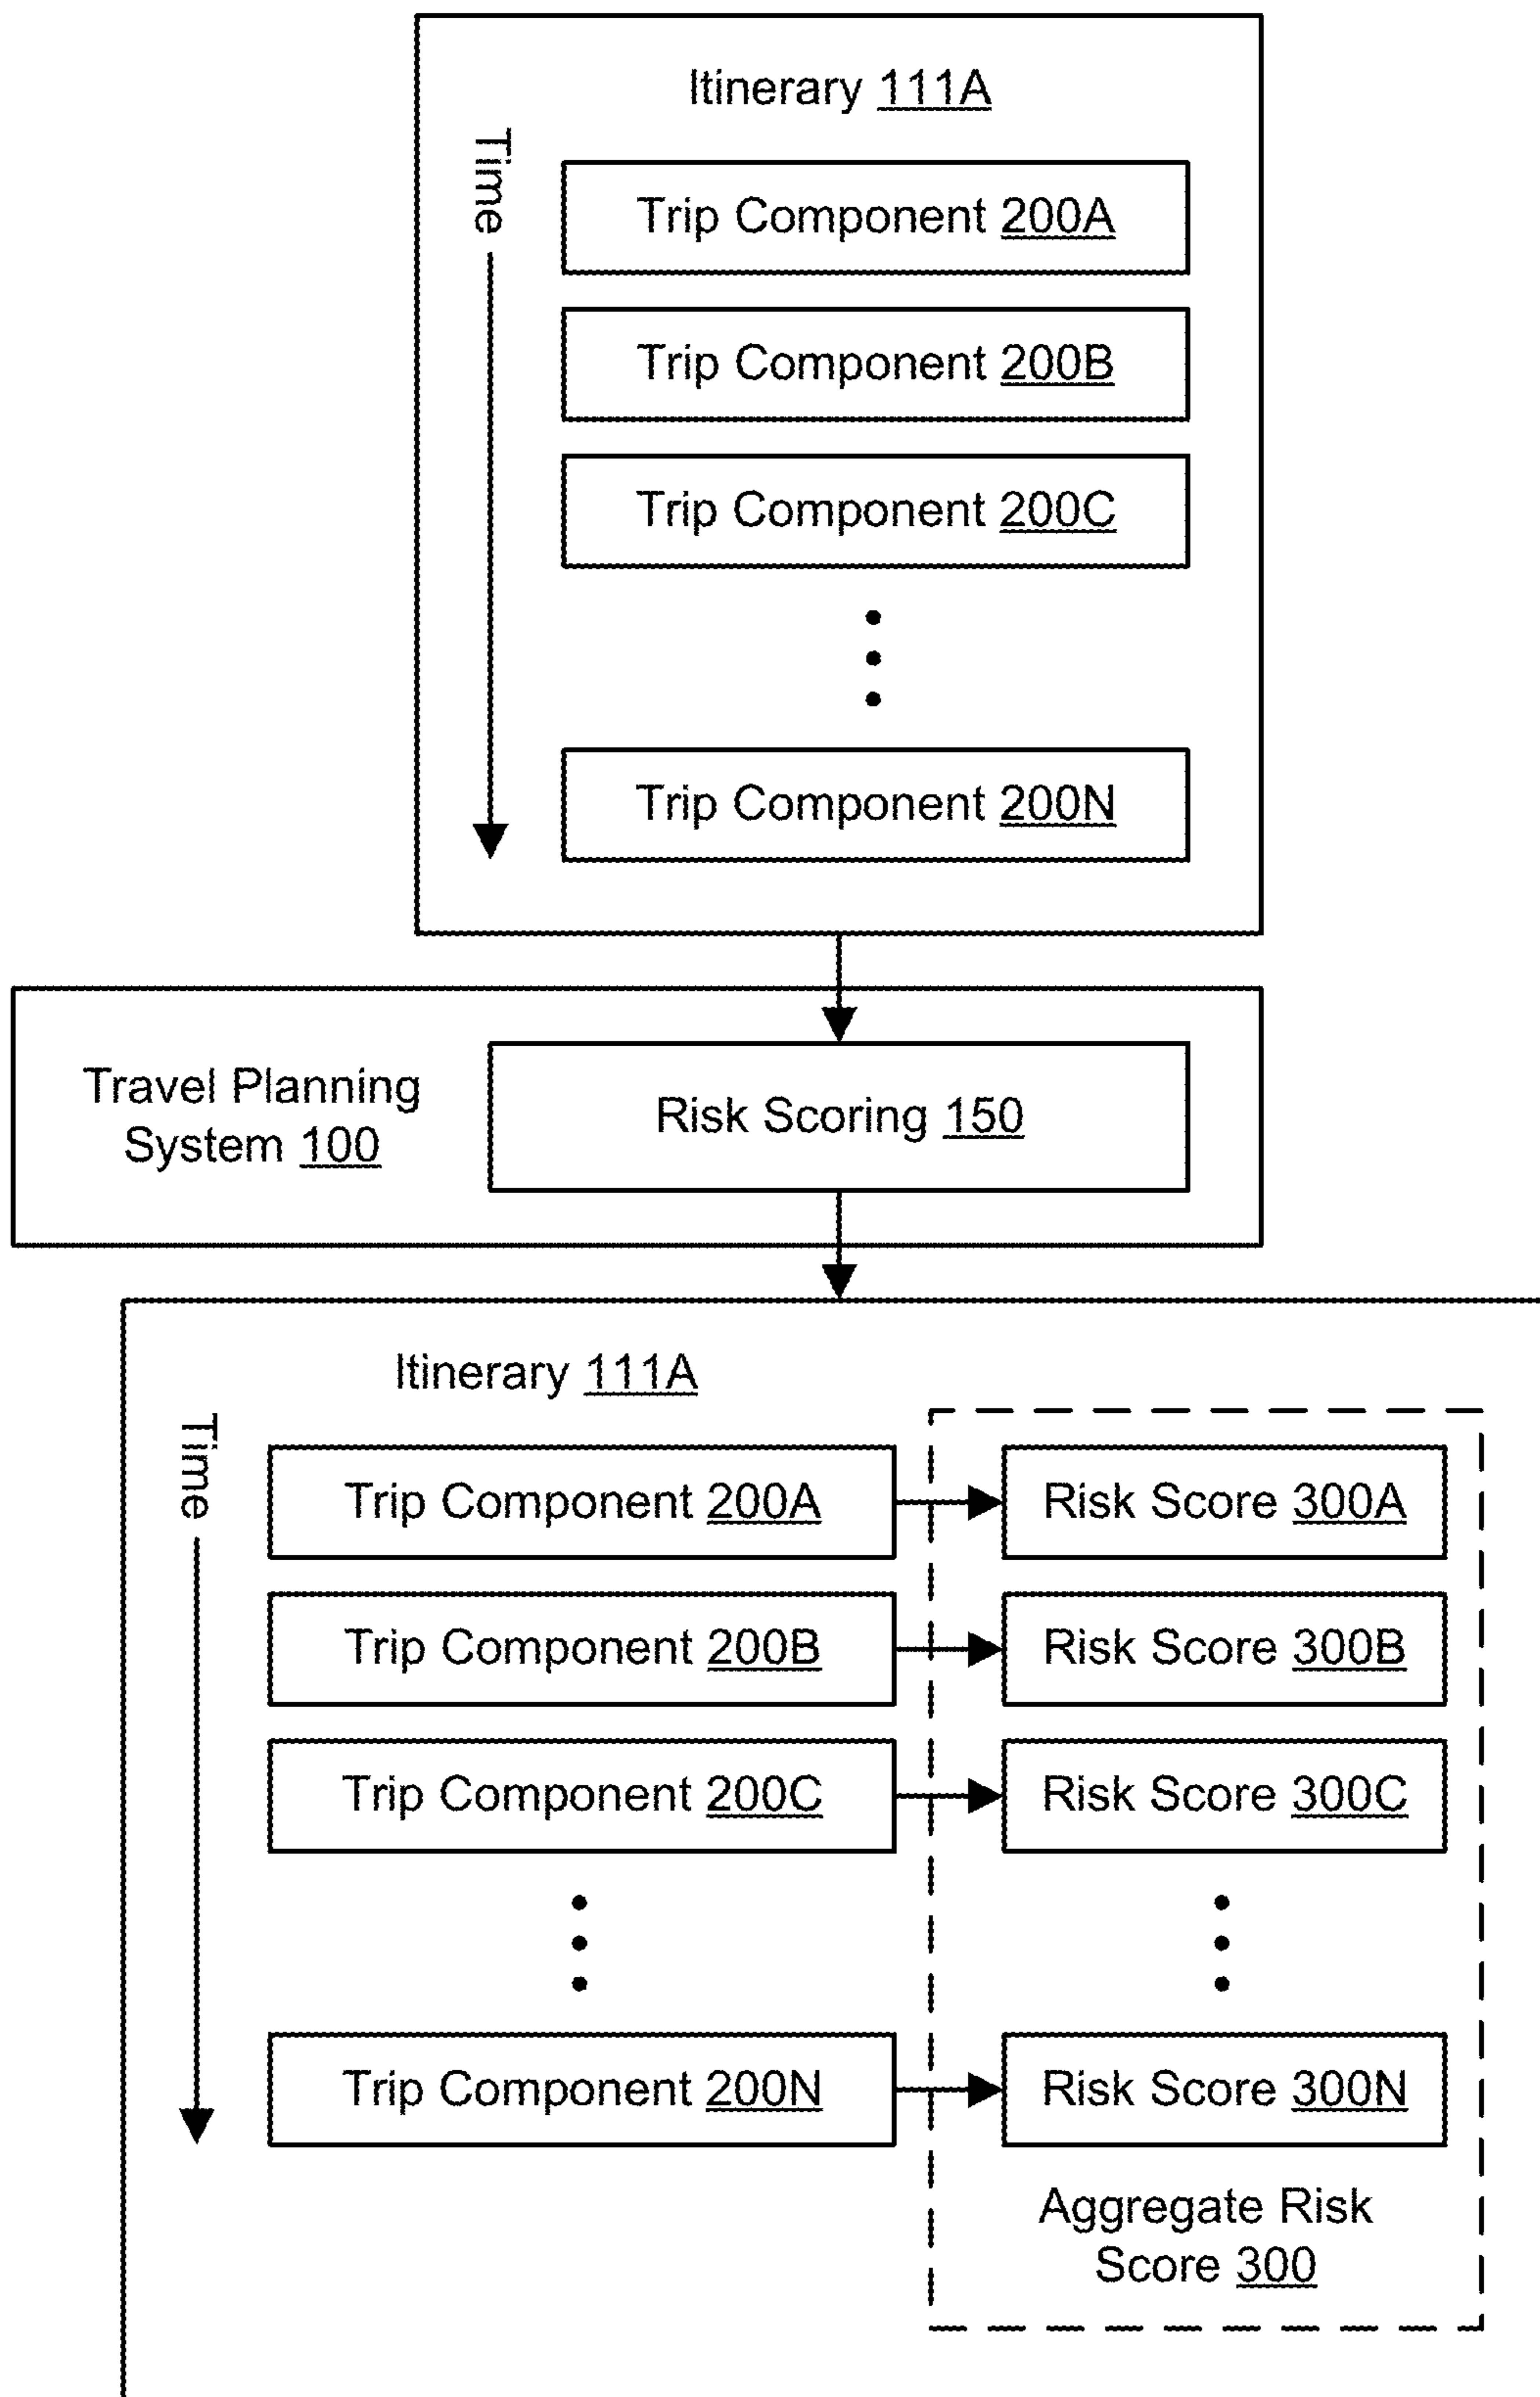 Itinerary 111A
Time
Trip Component 200A
Trip Component 200B
Trip Component 200C
Trip Component 200N
Travel Planning
System 100
Risk Scoring 150
Itinerary 111A
Time
Trip Component 200A
Risk Score 300A
Trip Component 200B
Risk Score 300B
Trip Component 200C
Risk Score 300C
Trip Component 200N
Risk Score 300N
Aggregate Risk
Score 300